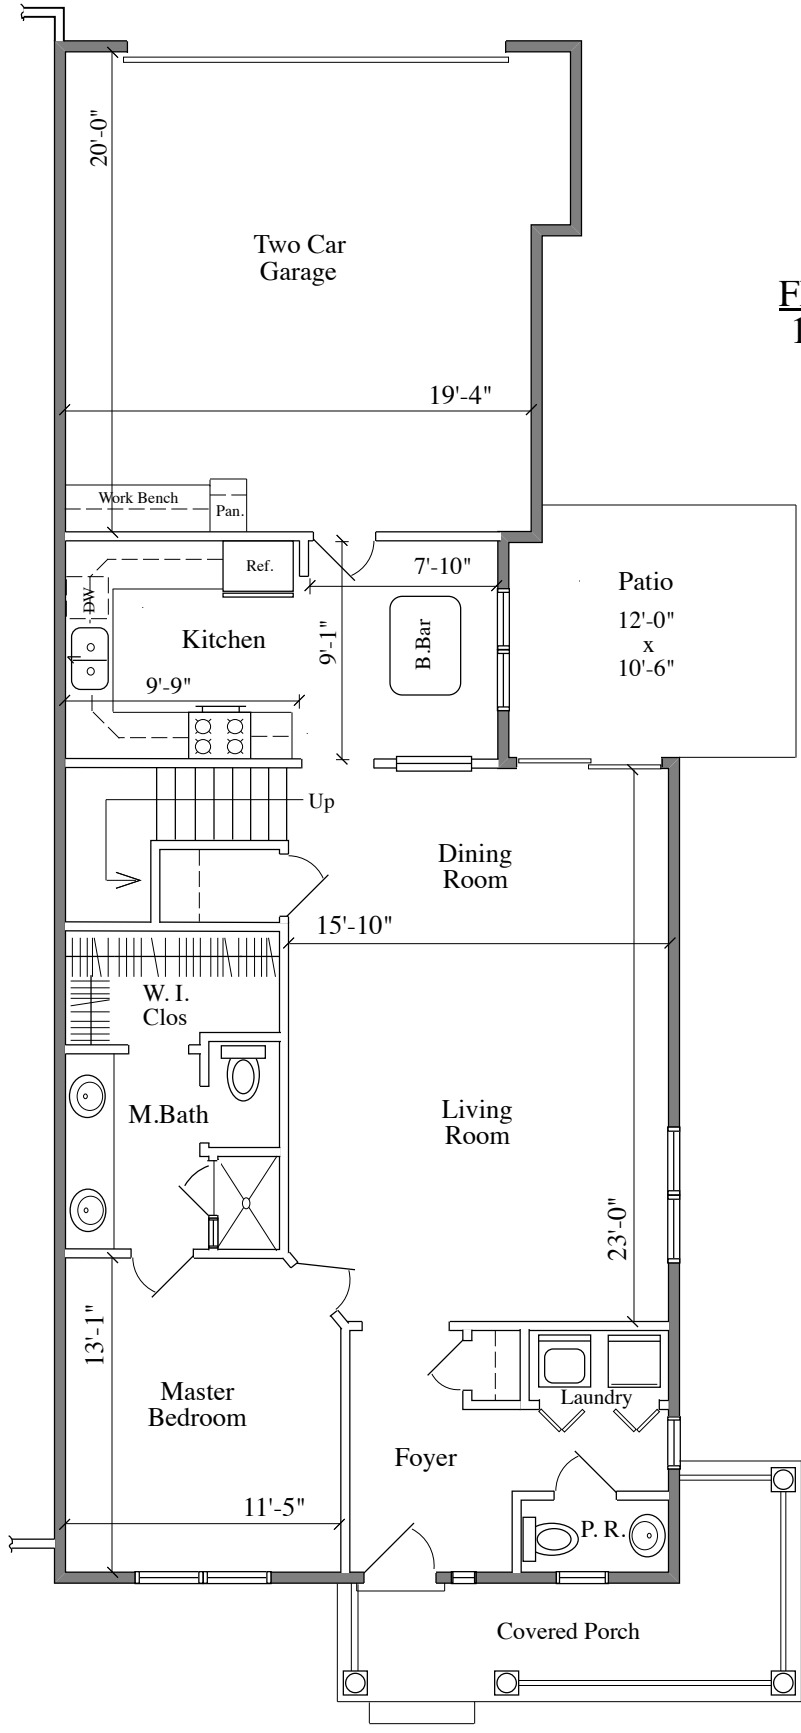 20'-0"
Two Car
Garage
F
1
19'-4"
Work Bench
Pan.
Ref.
7'-10"
Patio
12'-0"
x
10'-6"
DW
Kitchen
9'-1"
B.Bar
9'-9"
Up
Dining
Room
15'-10"
W. I.
Clos
M.Bath
Living
Room
23'-0"
13'-1"
Master
Bedroom
Laundry
Foyer
11'-5"
P. R.
Covered Porch